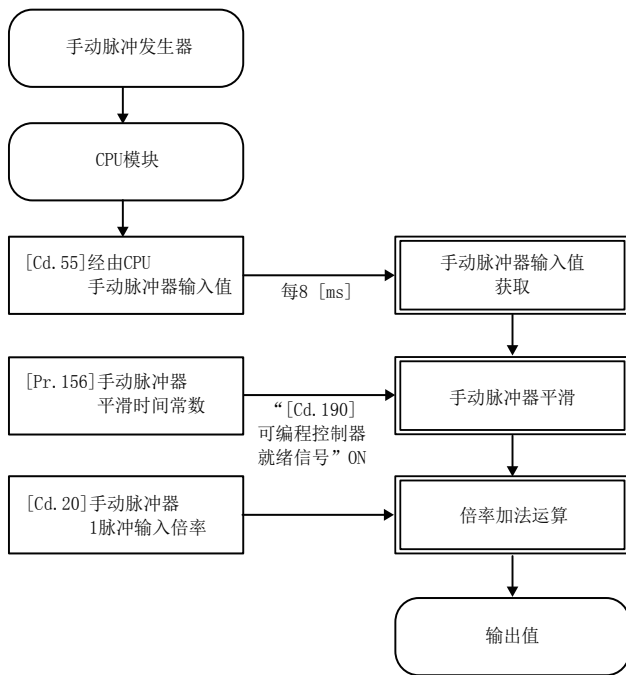 手动脉冲发生器
CPU模块
[Cd.55]经由CPU
手动脉冲器输入值
每8 [ms]
手动脉冲器输入值
获取
[Pr.156]手动脉冲器
平滑时间常数
“[Cd.190]
可编程控制器
就绪信号”ON
手动脉冲器平滑
[Cd.20]手动脉冲器
1脉冲输入倍率
倍率加法运算
输出值